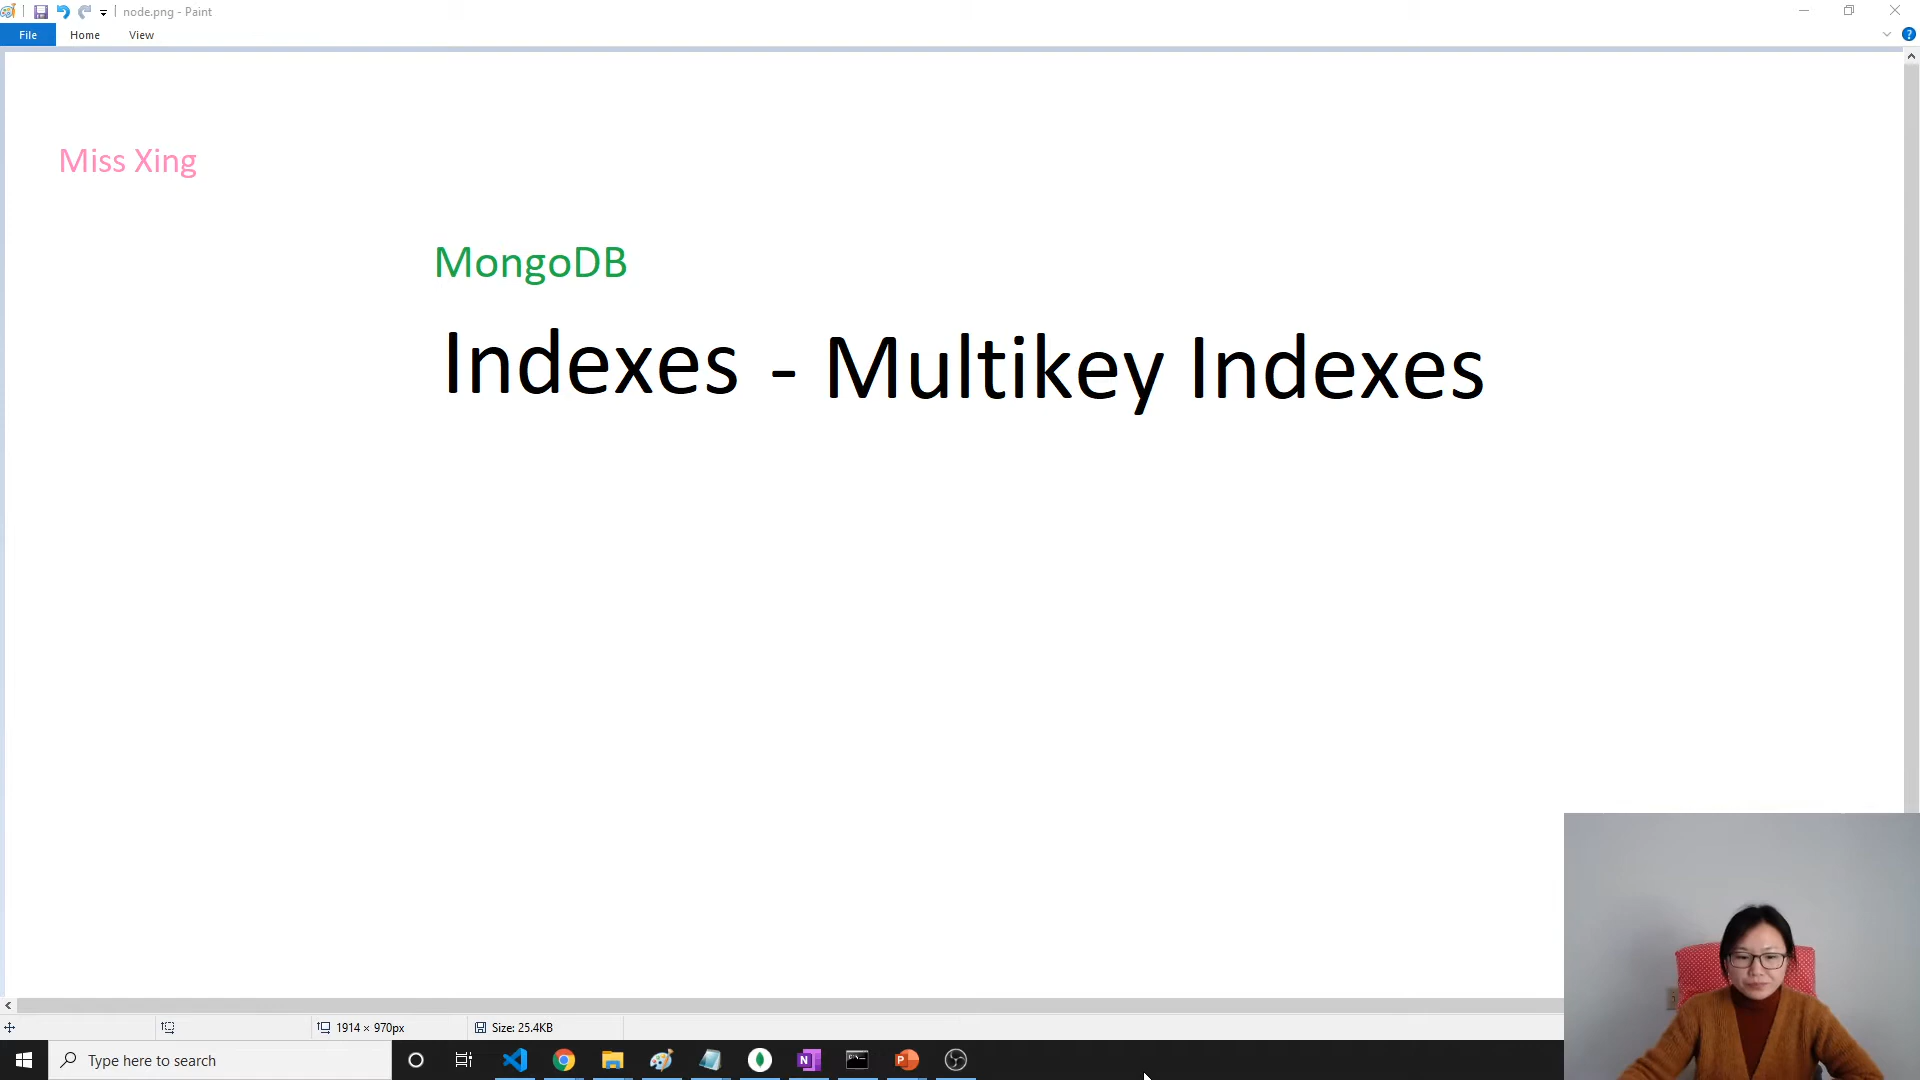 node.png - Paint
File Home View
Miss Xing
MongoDB
Indexes - Multikey Indexes
1914 × 970px Size: 25.4KB
Type here to search